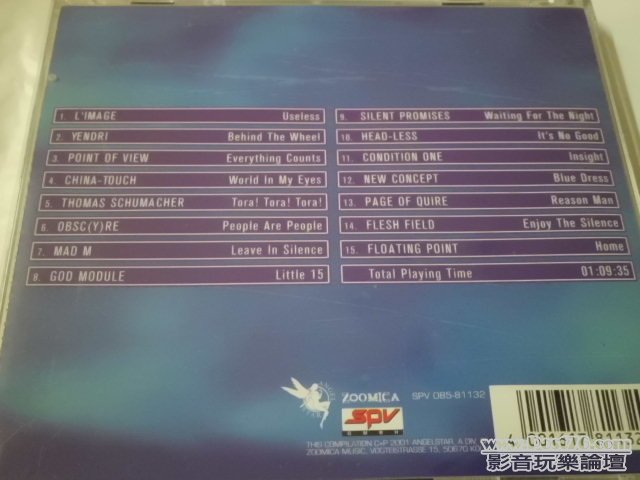 1. L'IMAGE Useless
2. YENDRI Behind The Wheel
3. POINT OF VIEW Everything Counts
4. CHINA-TOUCH World In My Eyes
5. THOMAS SCHUMACHER Tora! Tora! Tora!
6. OBSC(Y)RE People Are People
7. MAD M Leave In Silence
8. GOD MODULE Little 15
9. SILENT PROMISES Waiting For The Night
10. HEAD-LESS It's No Good
11. CONDITION ONE Insight
12. NEW CONCEPT Blue Dress
13. PAGE OF QUIRE Reason Man
14. FLESH FIELD Enjoy The Silence
15. FLOATING POINT Home
Total Playing Time 01:09:35
ZOOMICA SPV 085-81132
SPV
THIS COMPILATION C+P 2001 ANGELSTAR, A DIV.
ZOOMICA-MUSIC, VOGTEISTRASSE 15, 50670
影音玩樂論壇